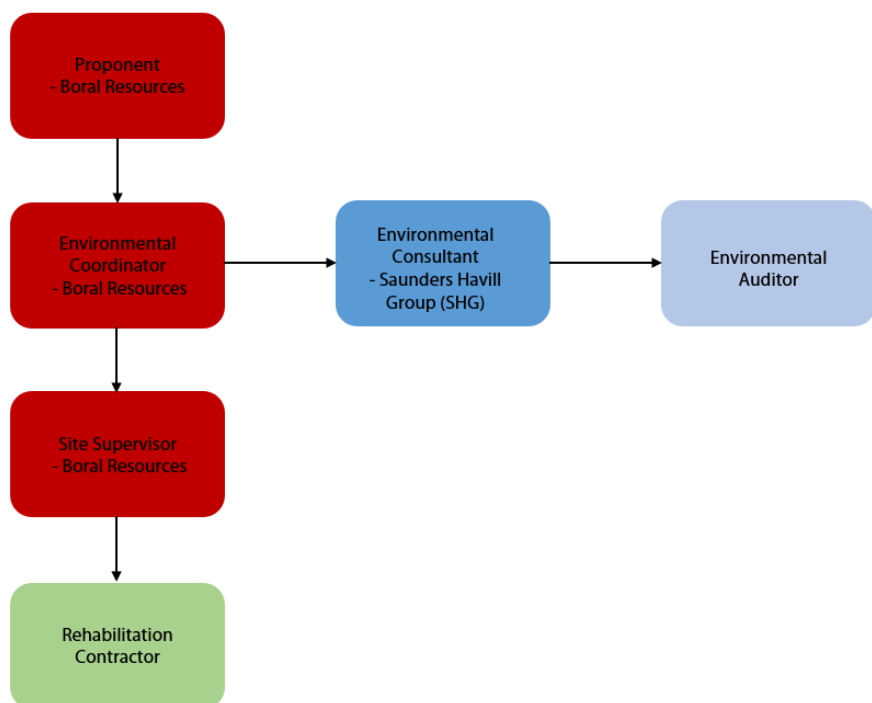 Proponent
- Boral Resources
Environmental
Coordinator
- Boral Resources
Environmental
Consultant
- Saunders Havill
Group (SHG)
Environmental
Auditor
Site Supervisor
- Boral Resources
Rehabilitation
Contractor